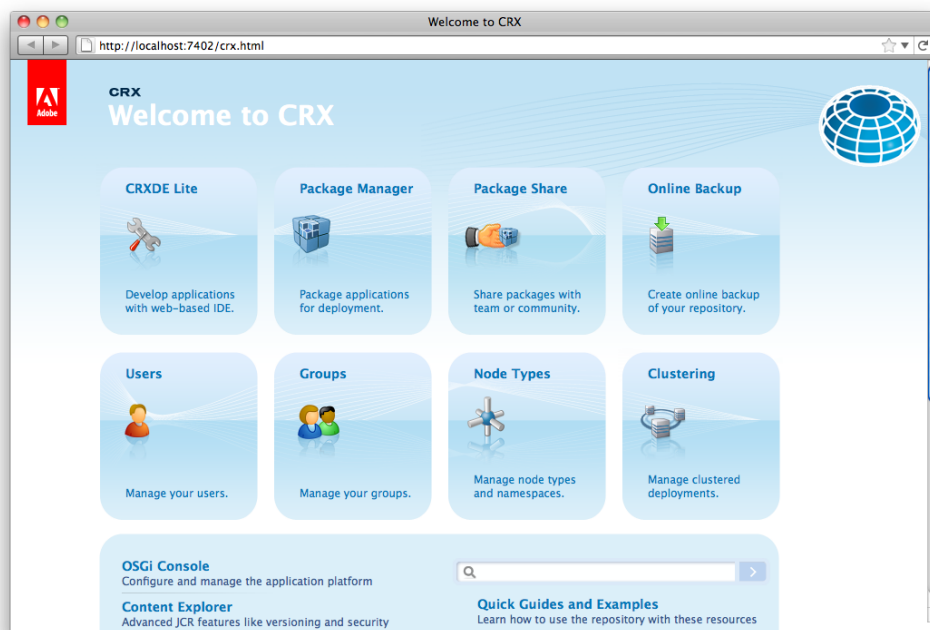 Welcome to CRX
http://localhost:7402/crx.html
Adobe
CRX
Welcome to CRX
CRXDE Lite
Develop applications
with web-based IDE.
Package Manager
Package applications
for deployment.
Package Share
Share packages with
team or community.
Online Backup
Create online backup
of your repository.
Users
Manage your users.
Groups
Manage your groups.
Node Types
Manage node types
and namespaces.
Clustering
Manage clustered
deployments.
OSGi Console
Configure and manage the application platform
Content Explorer
Advanced JCR features like versioning and security
Quick Guides and Examples
Learn how to use the repository with these resources